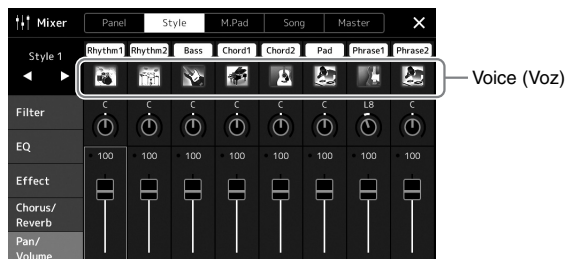 Mixer Panel Style M.Pad Song Master ×
Style 1 Rhythm1 Rhythm2 Bass Chord1 Chord2 Pad Phrase1 Phrase2
Voice (Voz)
Filter C C C C C C L8 C
EQ 100 100 100 100 100 100 100 100
Effect
Chorus/
Reverb
Pan/
Volume